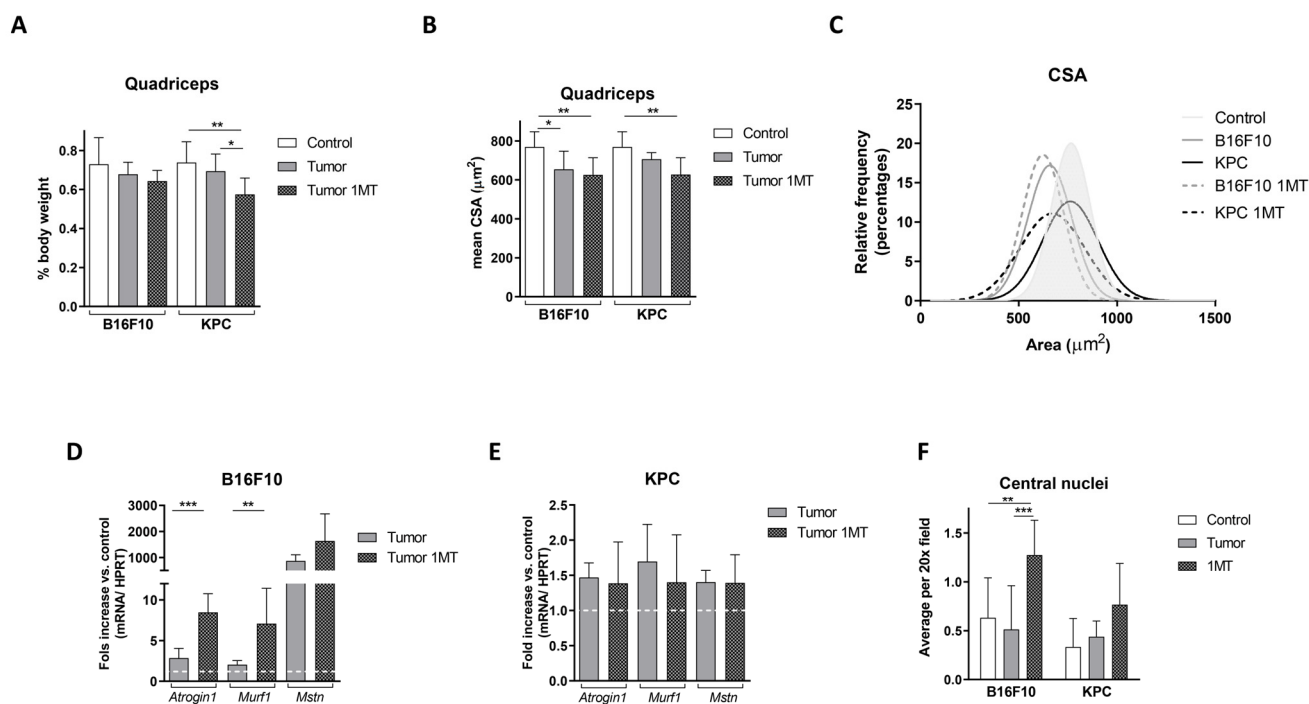 A
Quadriceps
% body weight
0.8
0.6
0.4
0.2
0.0
**
*
B16F10
KPC
Control
Tumor
Tumor 1MT
B
Quadriceps
mean CSA (μm²)
800
600
400
200
0
**
*
**
B16F10
KPC
Control
Tumor
Tumor 1MT
C
CSA
Relative frequency
(percentages)
25
20
15
10
5
0
0
500
1000
1500
Area (μm²)
Control
B16F10
KPC
B16F10 1MT
KPC 1MT
D
B16F10
Fols increase vs. control
(mRNA/ HPRT)
3000
2000
1000
10
5
0
***
**
Atrogin1
Murf1
Mstn
Tumor
Tumor 1MT
E
KPC
Fold increase vs. control
(mRNA/ HPRT)
2.5
2.0
1.5
1.0
0.5
0.0
Atrogin1
Murf1
Mstn
Tumor
Tumor 1MT
F
Central nuclei
Average per 20x field
1.5
1.0
0.5
0.0
**
***
B16F10
KPC
Control
Tumor
1MT